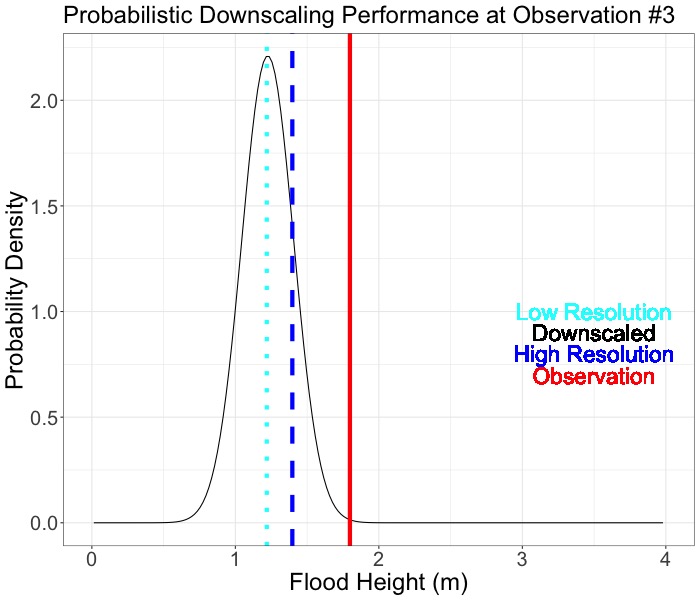 Probabilistic Downscaling Performance at Observation #3
Probability Density
2.0
1.5
1.0
0.5
0.0
Low Resolution
Downscaled
High Resolution
Observation
0 1 2 3 4
Flood Height (m)